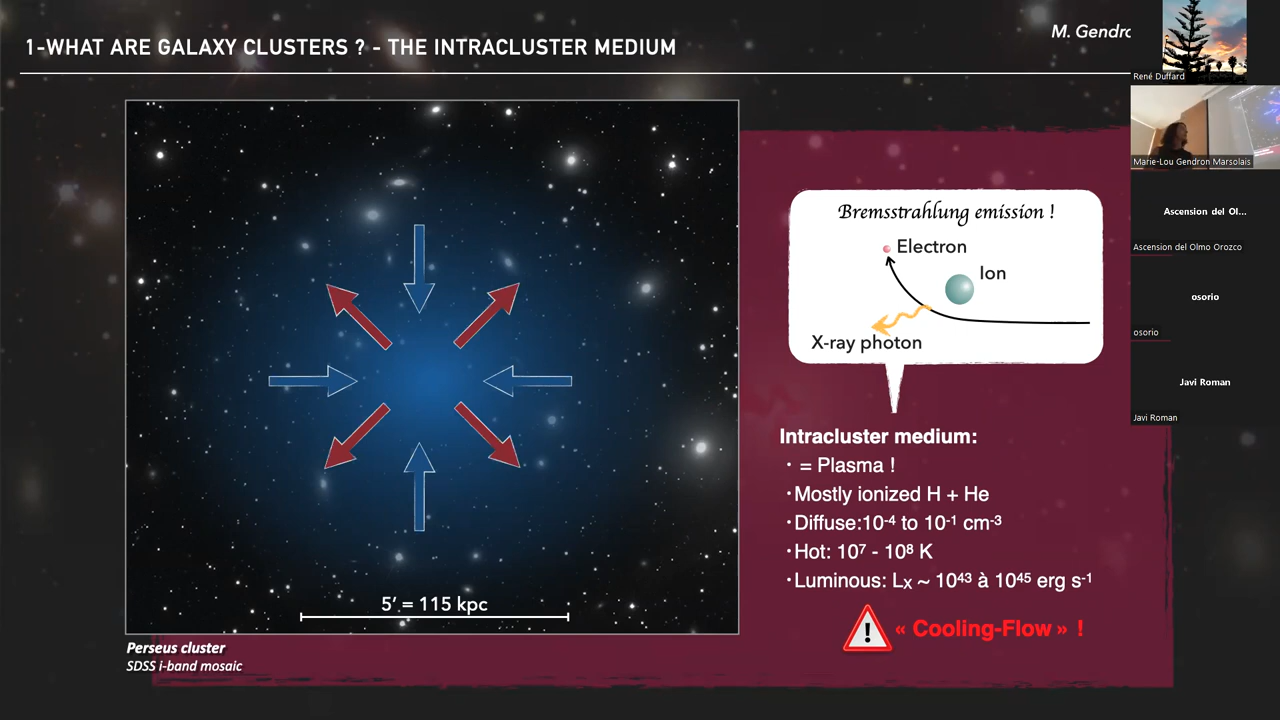 1-WHAT ARE GALAXY CLUSTERS ? - THE INTRACLUSTER MEDIUM
M. Gendro
René Duffard
Marie-Lou Gendron Marsolais
Ascension del Ol...
Ascension del Olmo Orozco
osorio
osorio
Javi Roman
Javi Roman
Bremsstrahlung emission !
Electron
Ion
X-ray photon
Intracluster medium:
· = Plasma !
· Mostly ionized H + He
· Diffuse:10⁻⁴ to 10⁻¹ cm⁻³
· Hot: 10⁷ - 10⁸ K
· Luminous: Lₓ ~ 10⁴³ à 10⁴⁵ erg s⁻¹
! « Cooling-Flow » !
5′ = 115 kpc
Perseus cluster
SDSS i-band mosaic